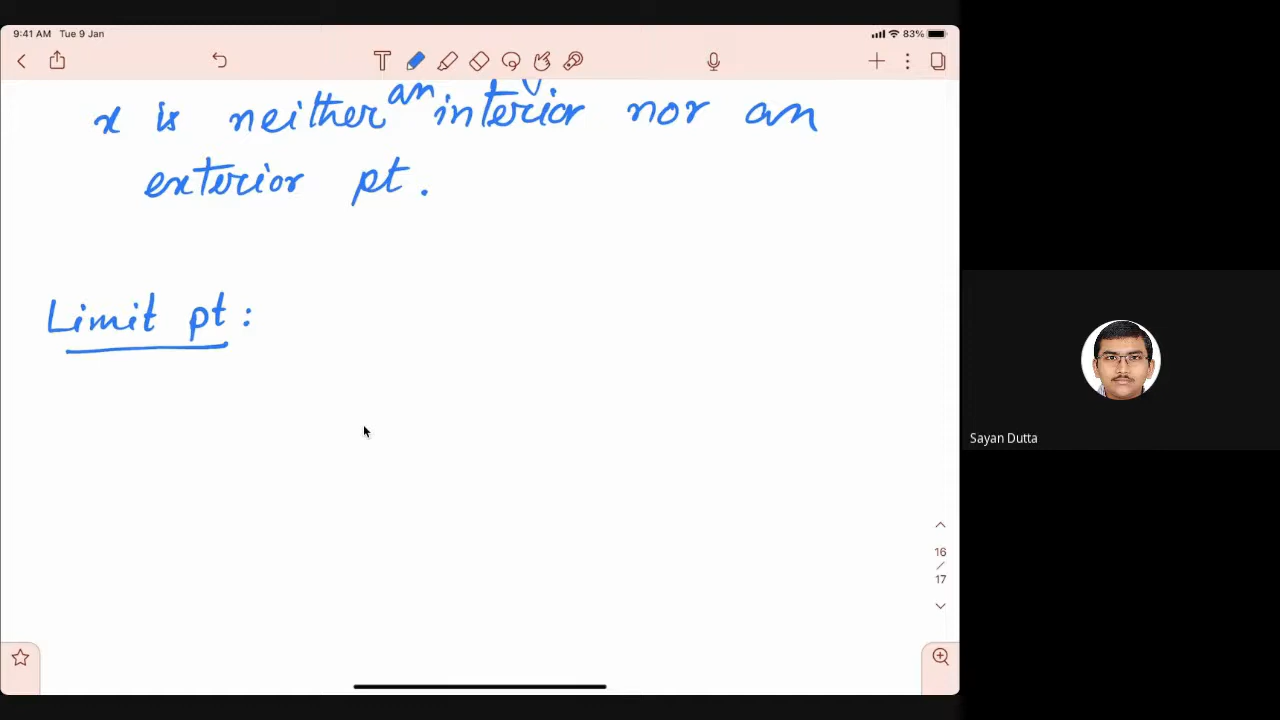 9:41 AM Tue 9 Jan
83%
x is neither an interior nor an
exterior pt.
Limit pt:
Sayan Dutta
16
/
17